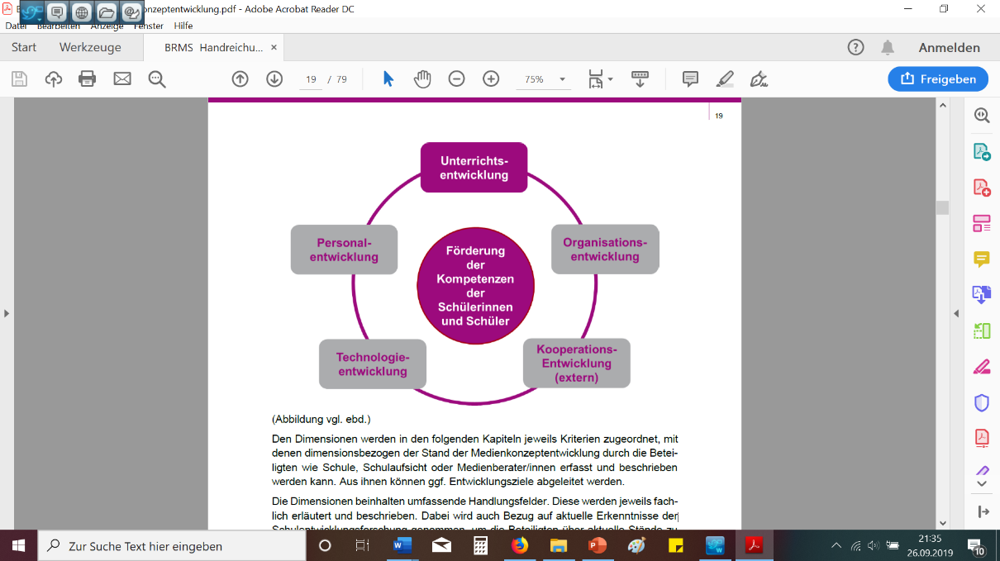 onzeptentwicklung.pdf - Adobe Acrobat Reader DC
Datei Bearbeiten Anzeige Fenster Hilfe
Start Werkzeuge BRMS Handreichu... × Anmelden
19 / 79 75% Freigeben
19
Unterrichts-
entwicklung
Personal-
entwicklung
Organisations-
entwicklung
Förderung
der
Kompetenzen
der
Schülerinnen
und Schüler
Technologie-
entwicklung
Kooperations-
Entwicklung
(extern)
(Abbildung vgl. ebd.)
Den Dimensionen werden in den folgenden Kapiteln jeweils Kriterien zugeordnet, mit
denen dimensionsbezogen der Stand der Medienkonzeptentwicklung durch die Betei-
ligten wie Schule, Schulaufsicht oder Medienberater/innen erfasst und beschrieben
werden kann. Aus ihnen können ggf. Entwicklungsziele abgeleitet werden.
Die Dimensionen beinhalten umfassende Handlungsfelder. Diese werden jeweils fach-
lich erläutert und beschrieben. Dabei wird auch Bezug auf aktuelle Erkenntnisse der
Schulentwicklungsforschung genommen, um die Beteiligten über aktuelle Stände zu
Zur Suche Text hier eingeben
21:35
26.09.2019
10